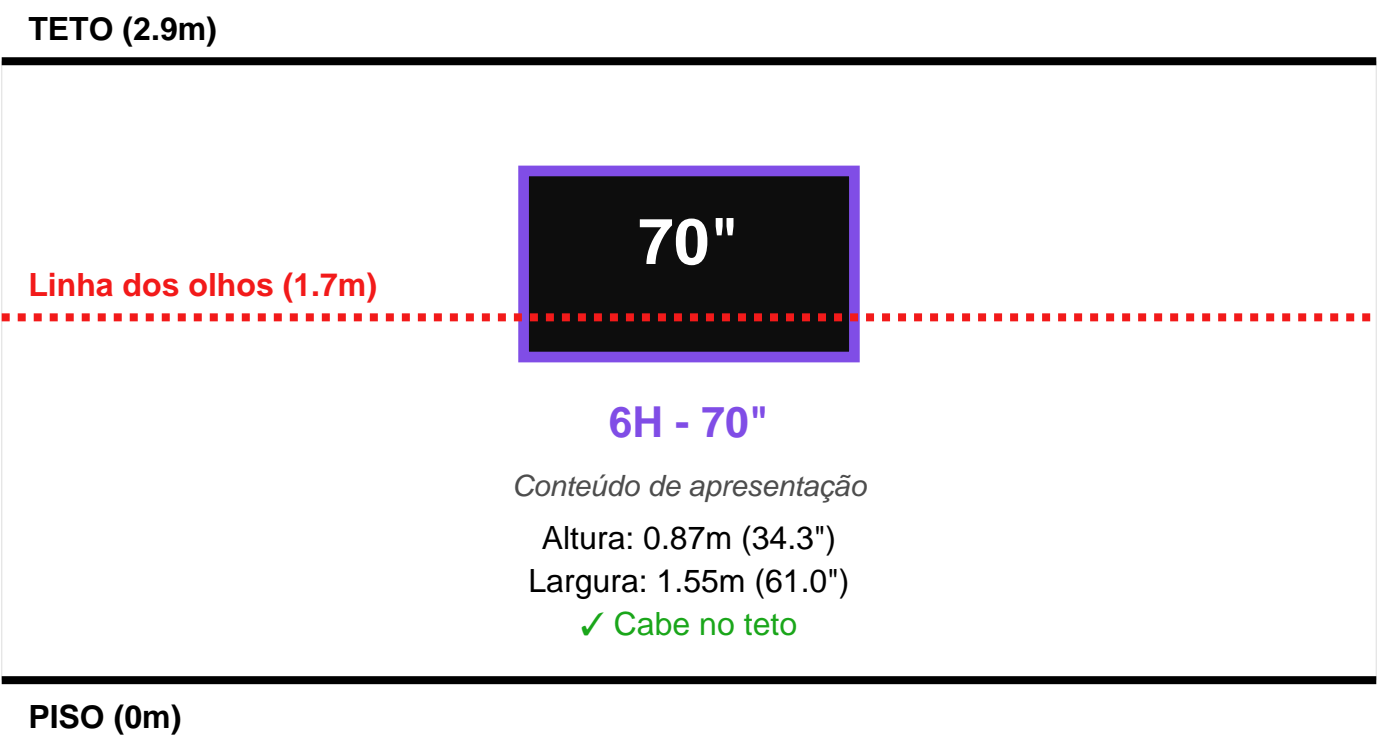 TETO (2.9m)
70"
Linha dos olhos (1.7m)
6H - 70"
Conteúdo de apresentação
Altura: 0.87m (34.3")
Largura: 1.55m (61.0")
✓ Cabe no teto
PISO (0m)